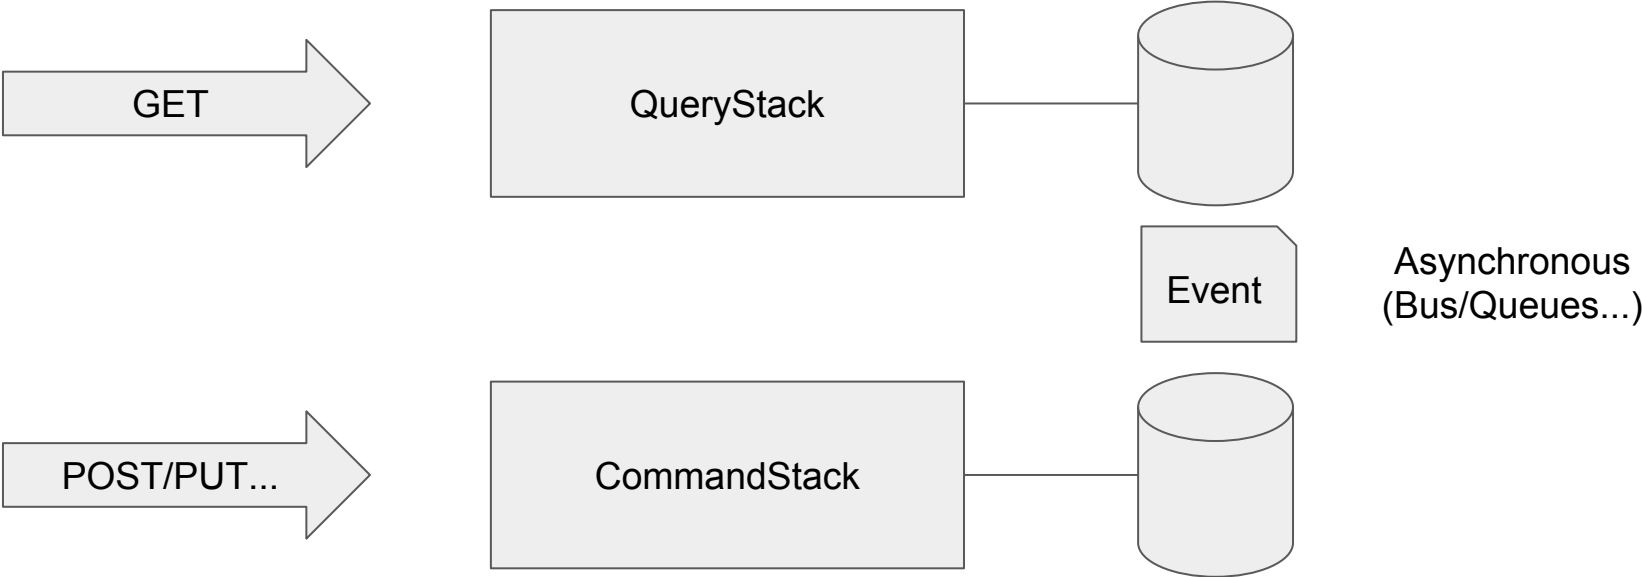 GET
QueryStack
Event
Asynchronous
(Bus/Queues...)
POST/PUT...
CommandStack